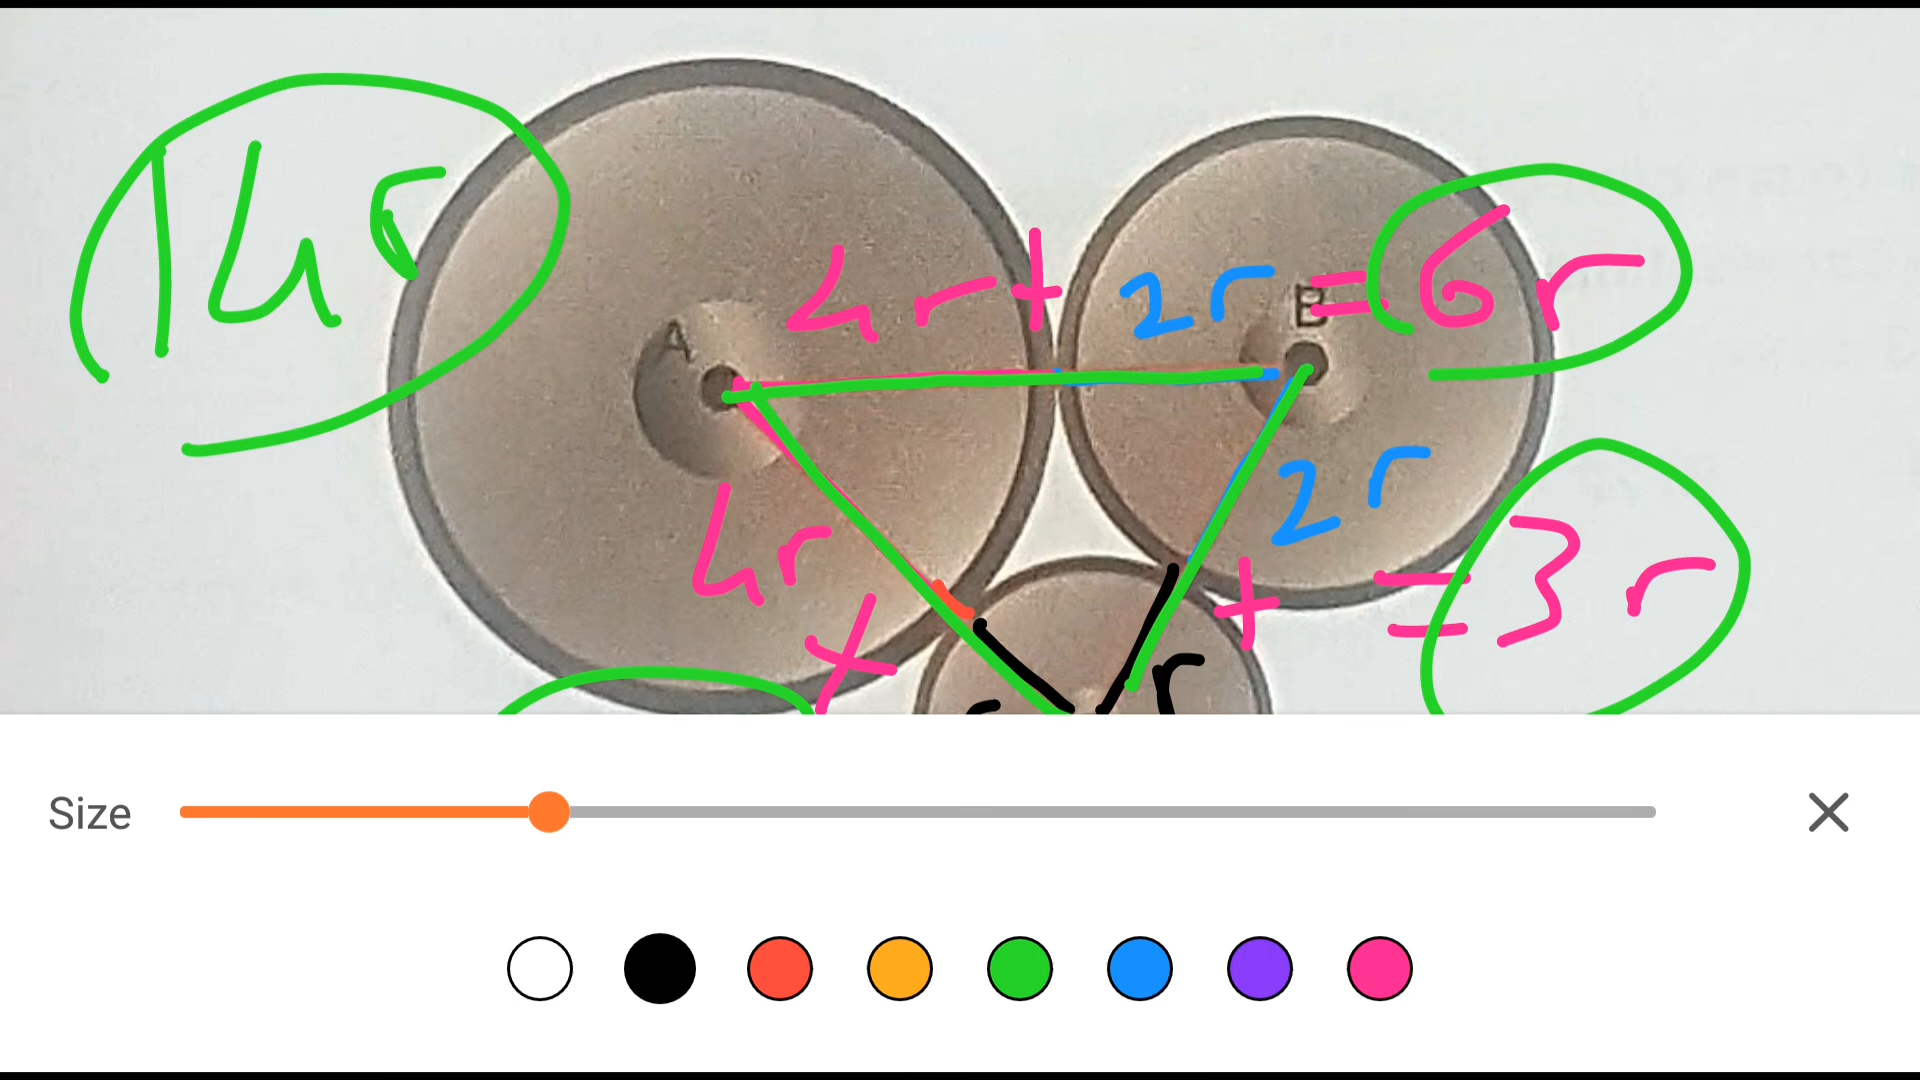 14r
4r + 2r = 6r
A
B
4r
2r
+
+ = 3r
r
r
Size